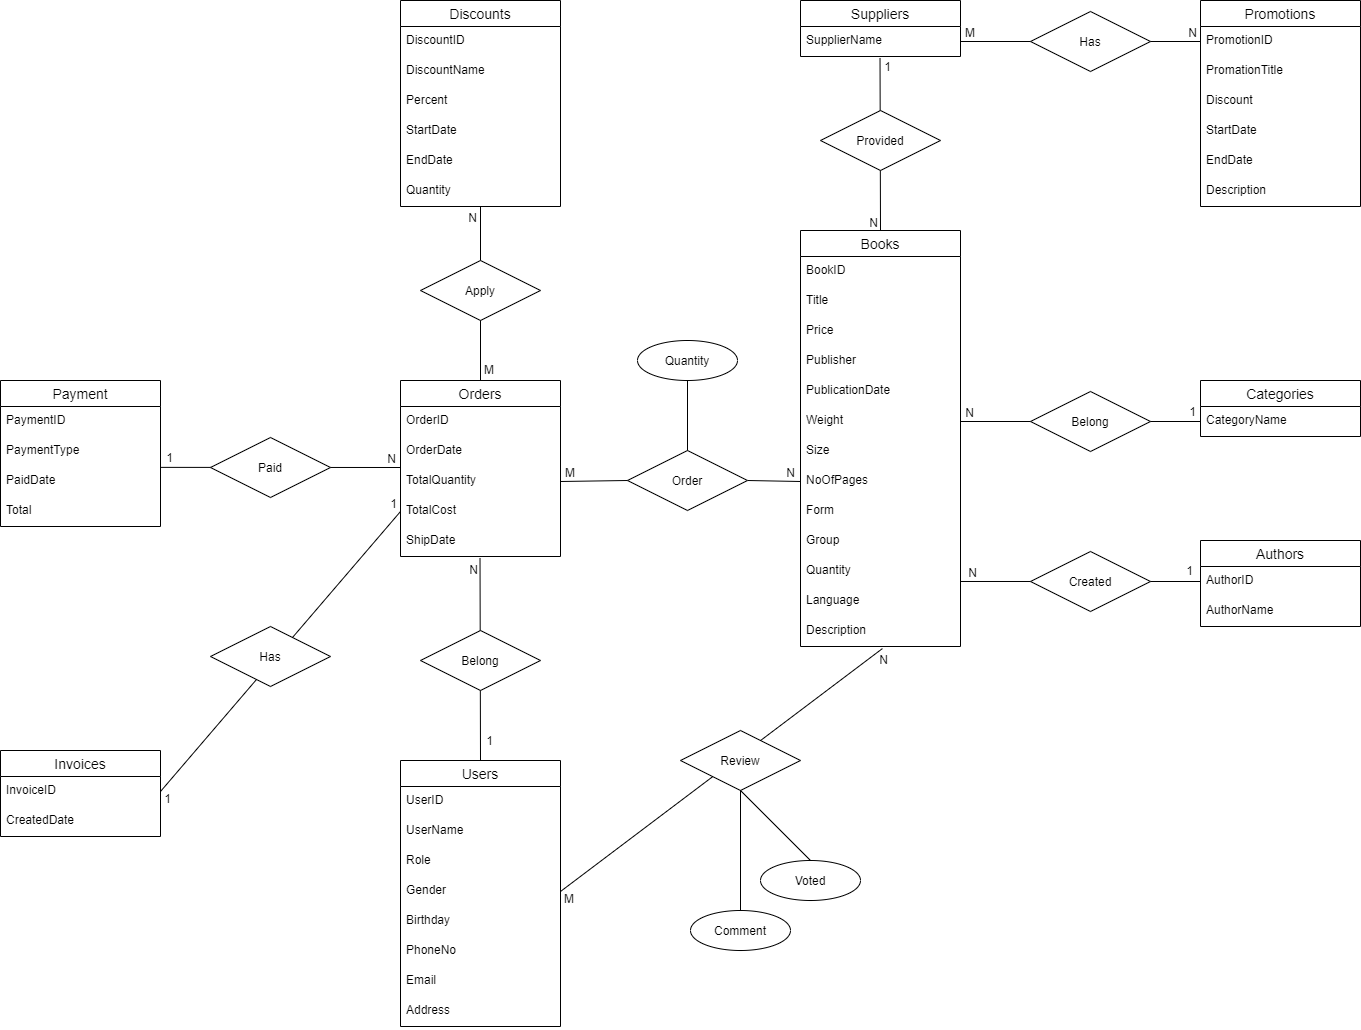 Discounts
DiscountID
DiscountName
Percent
StartDate
EndDate
Quantity
N
Apply
M
Suppliers
SupplierName
M
Has
N
Promotions
PromotionID
PromationTitle
Discount
StartDate
EndDate
Description
1
Provided
N
Books
BookID
Title
Price
Publisher
PublicationDate
Weight
Size
NoOfPages
Form
Group
Quantity
Language
Description
Payment
PaymentID
PaymentType
PaidDate
Total
1
Paid
N
Orders
OrderID
OrderDate
TotalQuantity
TotalCost
ShipDate
Quantity
M
Order
N
N
Belong
1
Categories
CategoryName
N
Created
1
Authors
AuthorID
AuthorName
1
Has
1
Invoices
InvoiceID
CreatedDate
N
Belong
1
Users
UserID
UserName
Role
Gender
Birthday
PhoneNo
Email
Address
N
Review
M
Voted
Comment